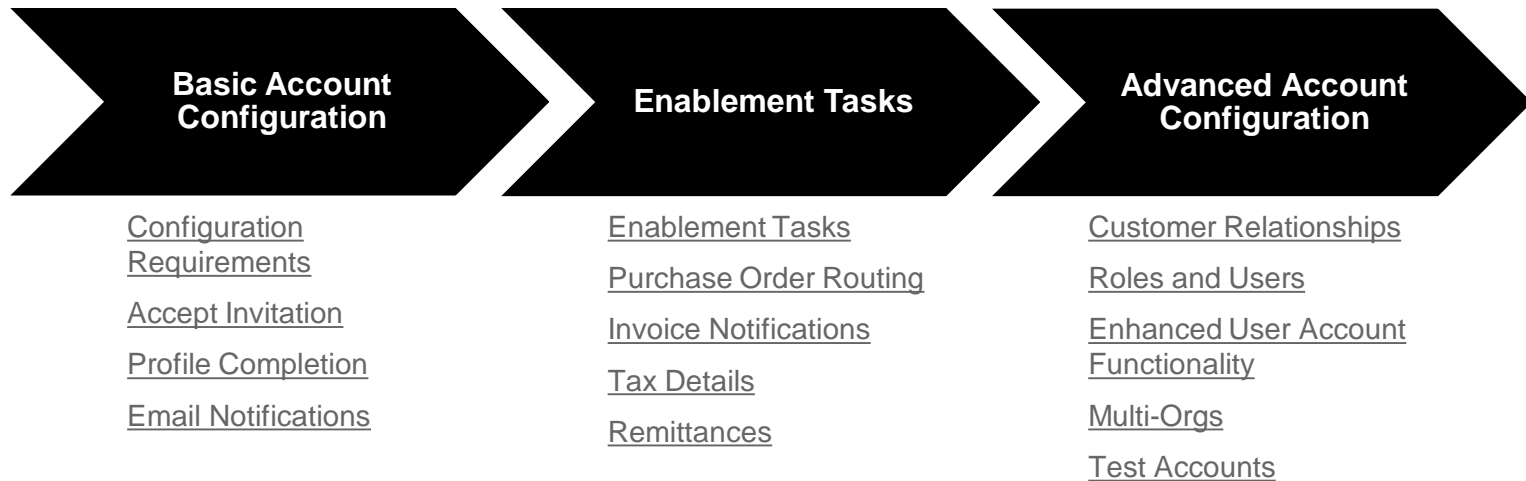 Basic Account
Configuration
Enablement Tasks
Advanced Account
Configuration
Configuration
Requirements
Accept Invitation
Profile Completion
Email Notifications
Enablement Tasks
Purchase Order Routing
Invoice Notifications
Tax Details
Remittances
Customer Relationships
Roles and Users
Enhanced User Account
Functionality
Multi-Orgs
Test Accounts